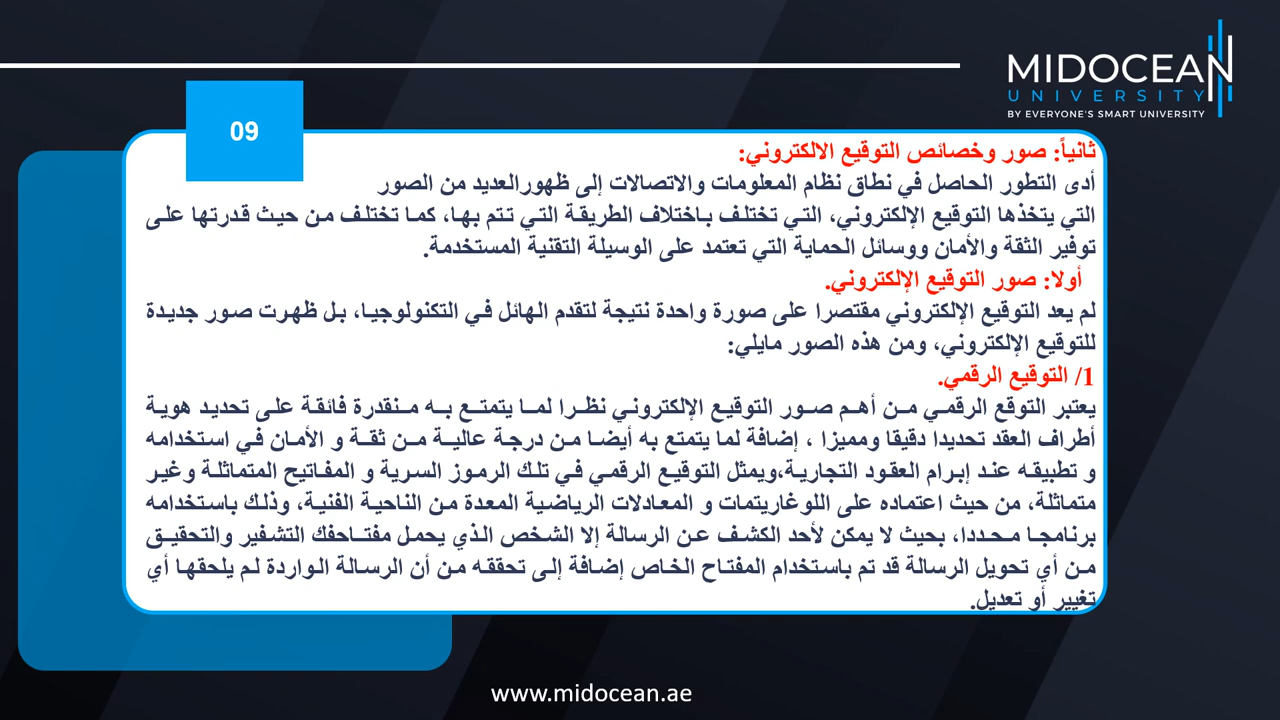 MIDOCEAN
UNIVERSITY
BY EVERYONE'S SMART UNIVERSITY
09
ثانياً: صور وخصائص التوقيع الالكتروني:
أدى التطور الحاصل في نطاق نظام المعلومات والاتصالات إلى ظهورالعديد من الصور
التي يتخذها التوقيع الإلكتروني، التي تختلف باختلاف الطريقة التي تتم بها، كما تختلف من حيث قدرتها على
توفير الثقة والأمان ووسائل الحماية التي تعتمد على الوسيلة التقنية المستخدمة.
أولا: صور التوقيع الإلكتروني.
لم يعد التوقيع الإلكتروني مقتصرا على صورة واحدة نتيجة لتقدم الهائل في التكنولوجيا، بل ظهرت صور جديدة
للتوقيع الإلكتروني، ومن هذه الصور مايلي:
1/ التوقيع الرقمي.
يعتبر التوقع الرقمي من أهم صور التوقيع الإلكتروني نظرا لما يتمتع به منقدرة فائقة على تحديد هوية
أطراف العقد تحديدا دقيقا ومميزا ، إضافة لما يتمتع به أيضا من درجة عالية من ثقة و الأمان في استخدامه
و تطبيقه عند إبرام العقود التجارية،ويمثل التوقيع الرقمي في تلك الرموز السرية و المفاتيح المتماثلة وغير
متماثلة، من حيث اعتماده على اللوغاريتمات و المعادلات الرياضية المعدة من الناحية الفنية، وذلك باستخدامه
برنامجا محددا، بحيث لا يمكن لأحد الكشف عن الرسالة إلا الشخص الذي يحمل مفتاحفك التشفير والتحقيق
من أي تحويل الرسالة قد تم باستخدام المفتاح الخاص إضافة إلى تحققه من أن الرسالة الواردة لم يلحقها أي
تغيير أو تعديل.
www.midocean.ae